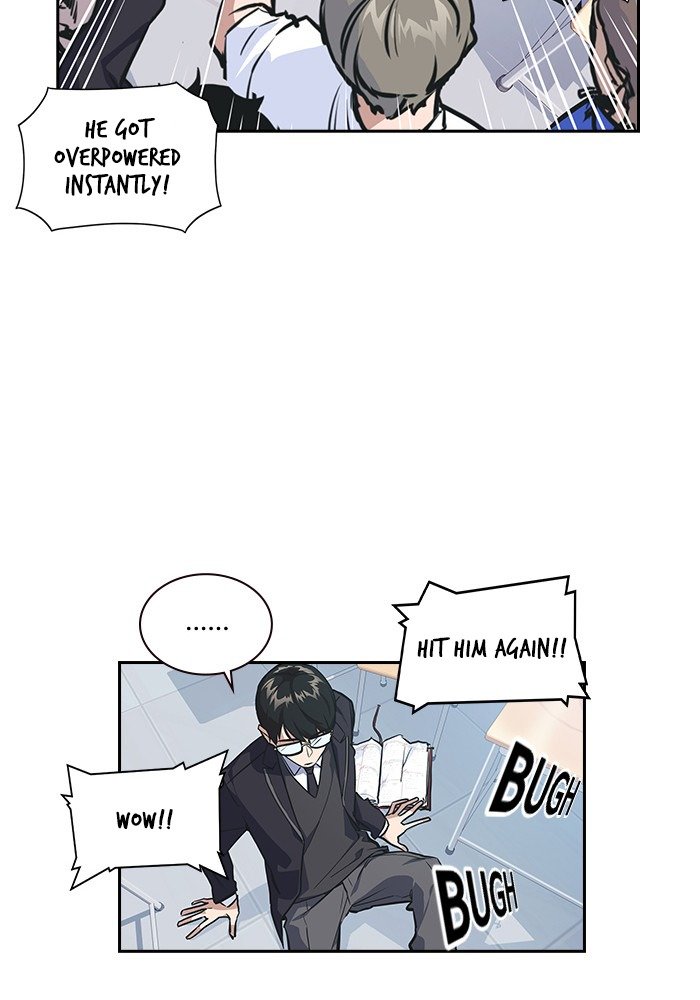 HE GOT
OVERPOWERED
INSTANTLY!
......
HIT HIM AGAIN!!
WOW!!
BUGH
BUGH